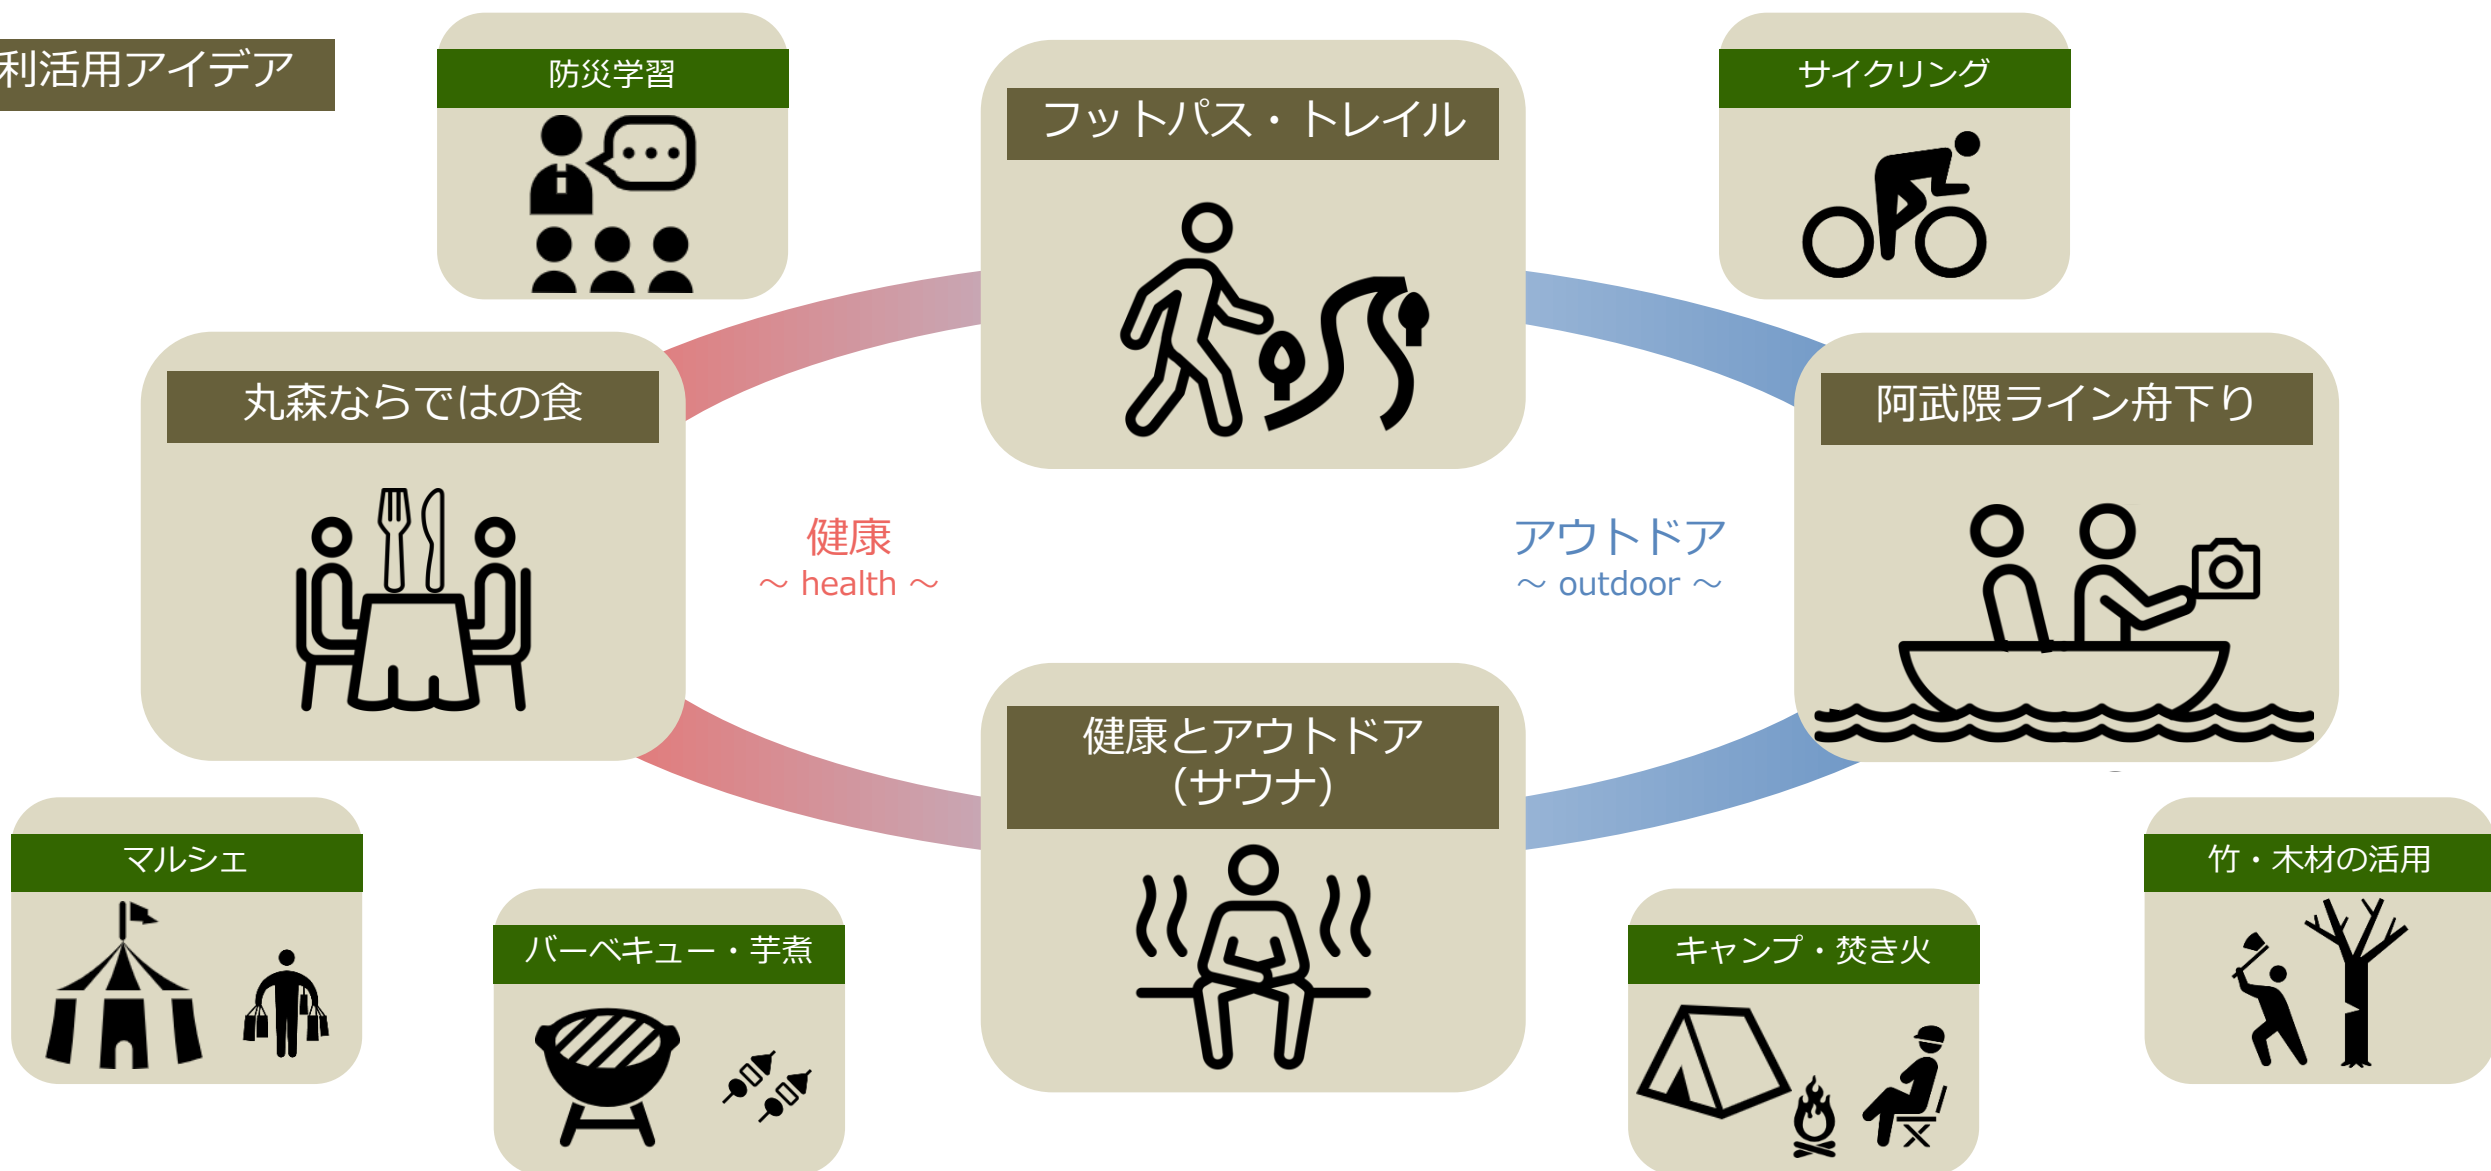 利活用アイデア
防災学習
フットパス・トレイル
サイクリング
丸森ならではの食
阿武隈ライン舟下り
健康
～ health ～
アウトドア
～ outdoor ～
健康とアウトドア
（サウナ）
マルシェ
バーベキュー・芋煮
キャンプ・焚き火
竹・木材の活用